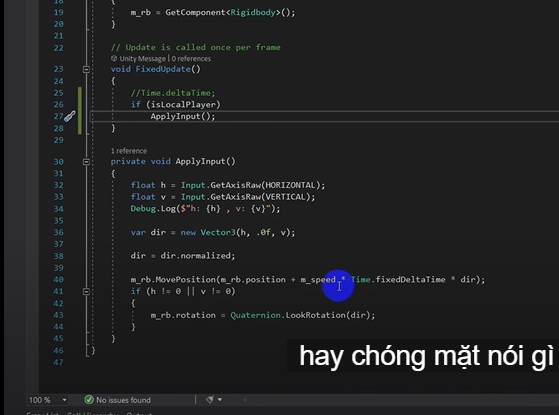 18 {
19 m_rb = GetComponent<Rigidbody>();
20 }
21
22 // Update is called once per frame
Unity Message | 0 references
23 void FixedUpdate()
24 {
25 //Time.deltaTime;
26 if (isLocalPlayer)
27 ApplyInput();
28 }
29
1 reference
30 private void ApplyInput()
31 {
32 float h = Input.GetAxisRaw(HORIZONTAL);
33 float v = Input.GetAxisRaw(VERTICAL);
34 Debug.Log($"h: {h} , v: {v}");
35
36 var dir = new Vector3(h, .0f, v);
37
38 dir = dir.normalized;
39
40 m_rb.MovePosition(m_rb.position + m_speed * Time.fixedDeltaTime * dir);
41 if (h != 0 || v != 0)
42 {
43 m_rb.rotation = Quaternion.LookRotation(dir);
44 }
45 }
46 }
47
hay chóng mặt nói gì
100 % No issues found